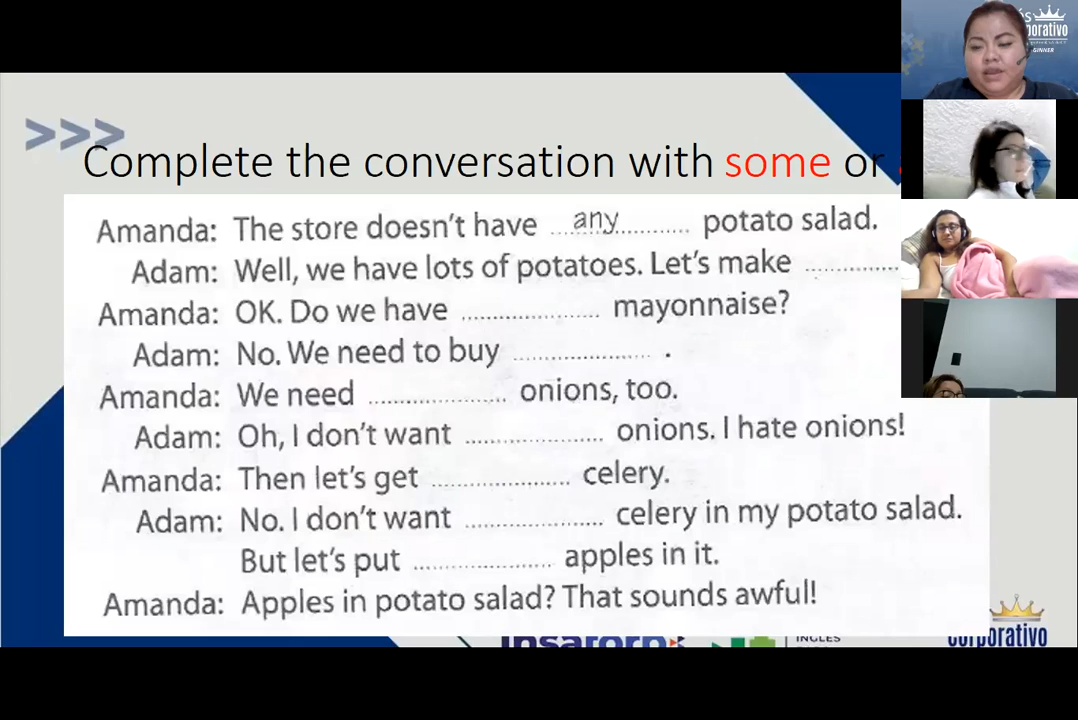 >>>
Complete the conversation with some or
Amanda: The store doesn't have ....any............ potato salad.
Adam: Well, we have lots of potatoes. Let's make ................
Amanda: OK. Do we have ...................... mayonnaise?
Adam: No. We need to buy ...................... .
Amanda: We need ...................... onions, too.
Adam: Oh, I don't want ...................... onions. I hate onions!
Amanda: Then let's get ...................... celery.
Adam: No. I don't want ...................... celery in my potato salad.
But let's put ...................... apples in it.
Amanda: Apples in potato salad? That sounds awful!
INGLÉS
corporativo